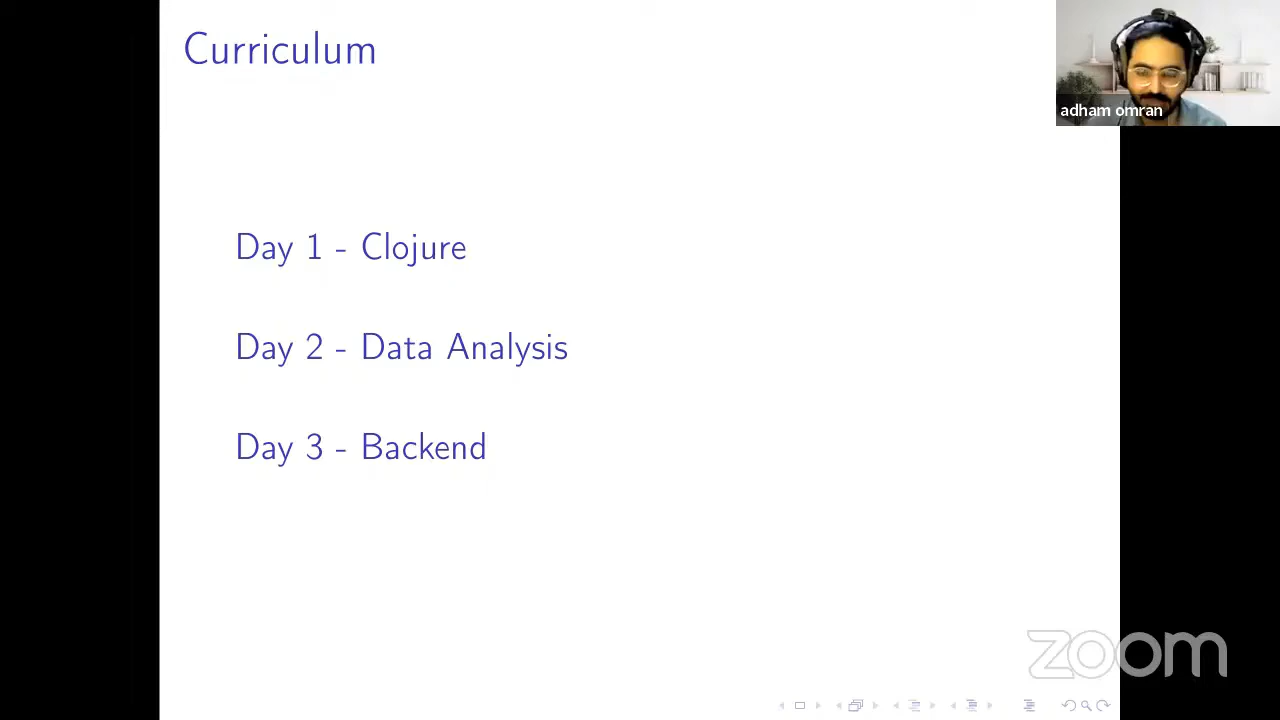 Curriculum
adham omran
Day 1 - Clojure
Day 2 - Data Analysis
Day 3 - Backend
zoom